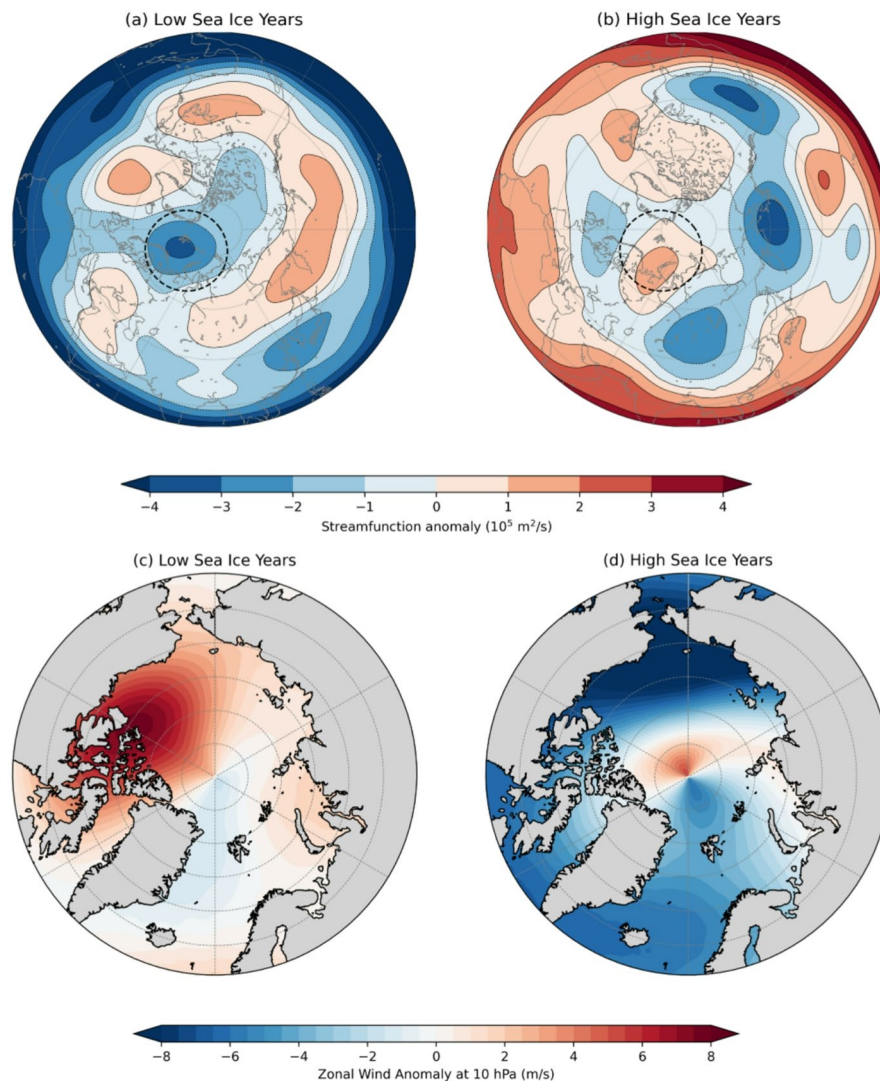 (a) Low Sea Ice Years
(b) High Sea Ice Years
−4 −3 −2 −1 0 1 2 3 4
Streamfunction anomaly (10⁵ m²/s)
(c) Low Sea Ice Years
(d) High Sea Ice Years
−8 −6 −4 −2 0 2 4 6 8
Zonal Wind Anomaly at 10 hPa (m/s)